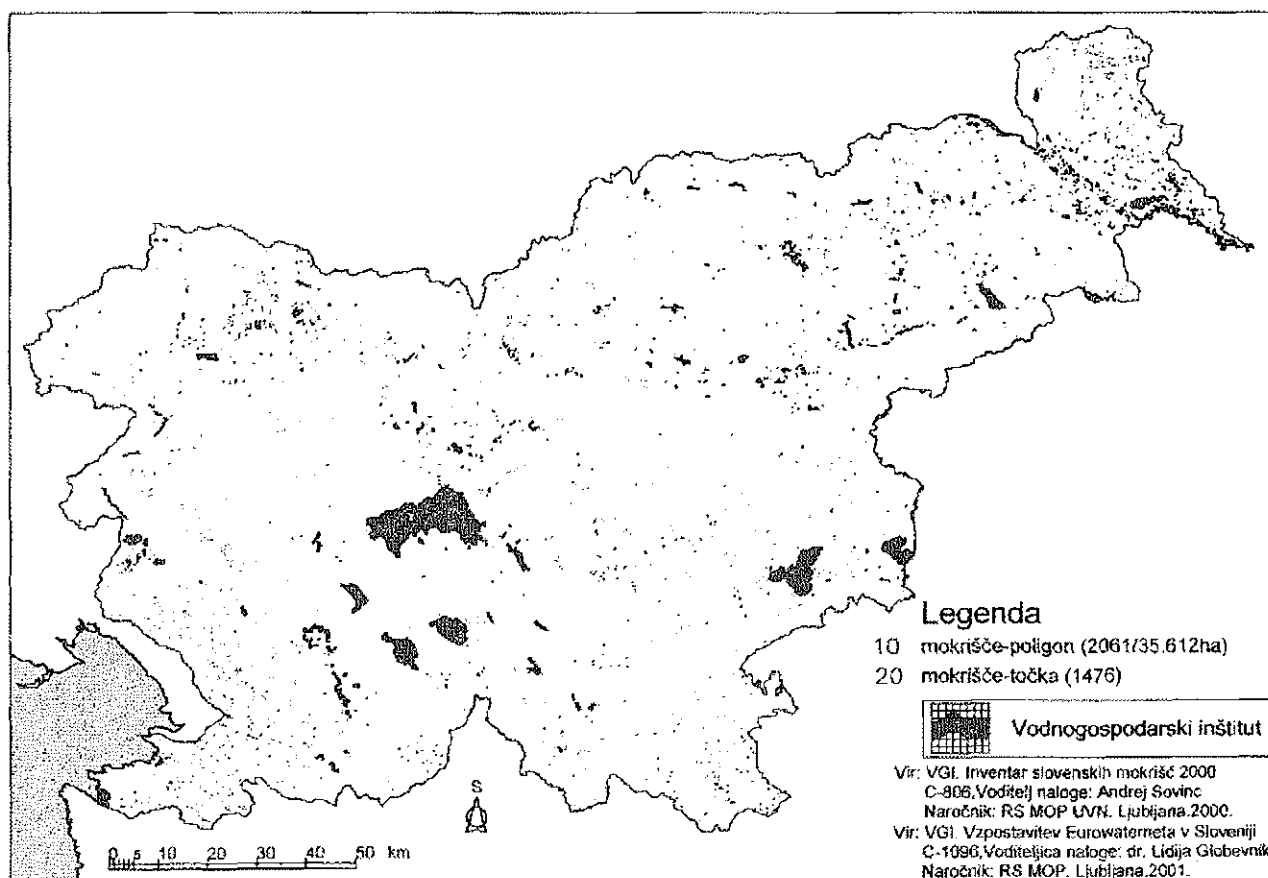 Legenda
10 mokrišče-poligon (2061/35.612ha)
20 mokrišče-točka (1476)
Vodnogospodarski inštitut
Vir: VGI. Inventar slovenskih mokrišč 2000
C-806,Voditelj naloge: Andrej Sovinc
Naročnik: RS MOP UVN. Ljubljana.2000.
Vir: VGI. Vzpostavitev Eurowaterneta v Sloveniji
C-1096,Voditeljica naloge: dr. Lidija Globevnik
Naročnik: RS MOP. Ljubljana.2001.
S
0 5 10 20 30 40 50 km